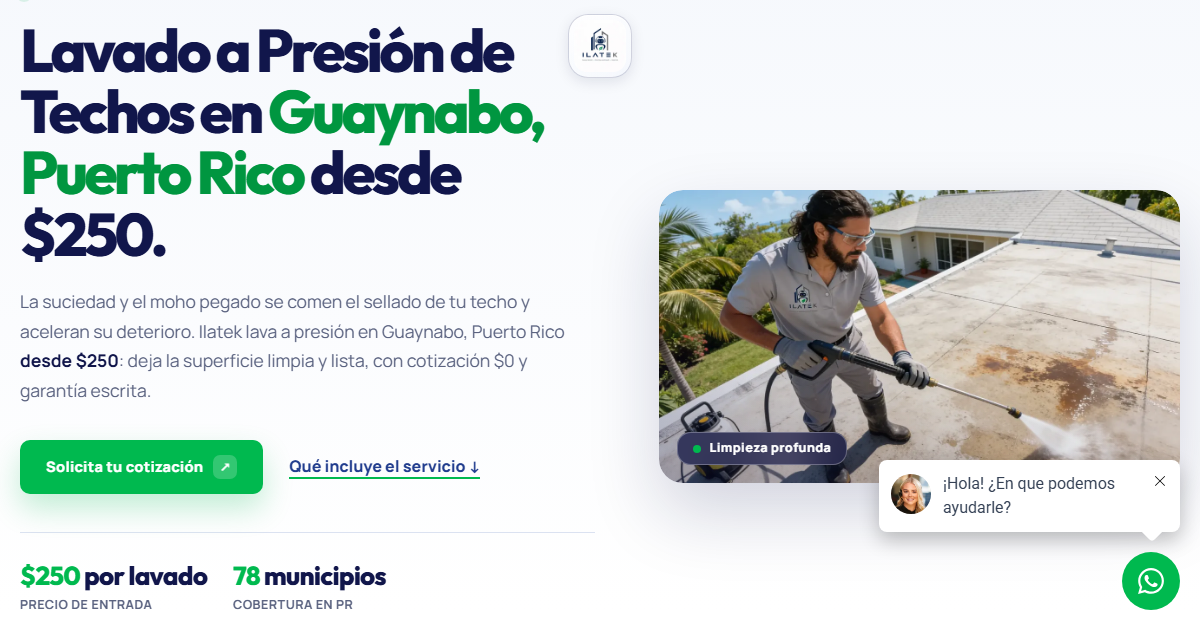 Lavado a Presión de
Techos en Guaynabo,
Puerto Rico desde
$250.
ILATEK
La suciedad y el moho pegado se comen el sellado de tu techo y
aceleran su deterioro. Ilatek lava a presión en Guaynabo, Puerto Rico
desde $250: deja la superficie limpia y lista, con cotización $0 y
garantía escrita.
Solicita tu cotización ↗
Qué incluye el servicio ↓
$250 por lavado
PRECIO DE ENTRADA
78 municipios
COBERTURA EN PR
ILATEK
Limpieza profunda
¡Hola! ¿En que podemos
ayudarle?